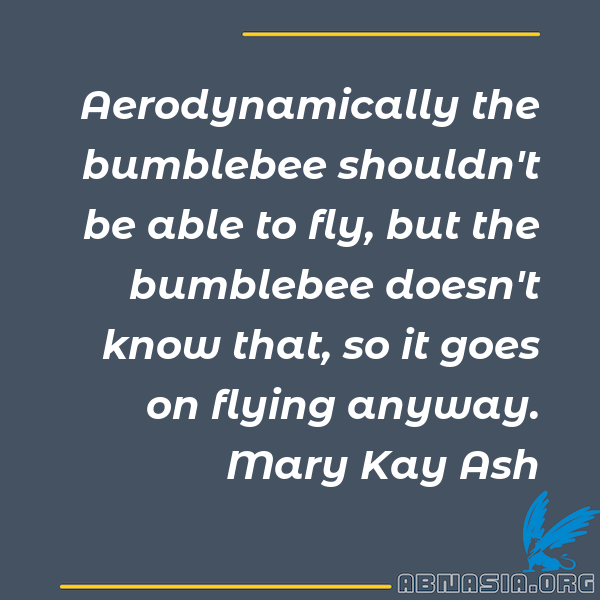 Aerodynamically the
bumblebee shouldn't
be able to fly, but the
bumblebee doesn't
know that, so it goes
on flying anyway.
Mary Kay Ash
ABNASIA.ORG